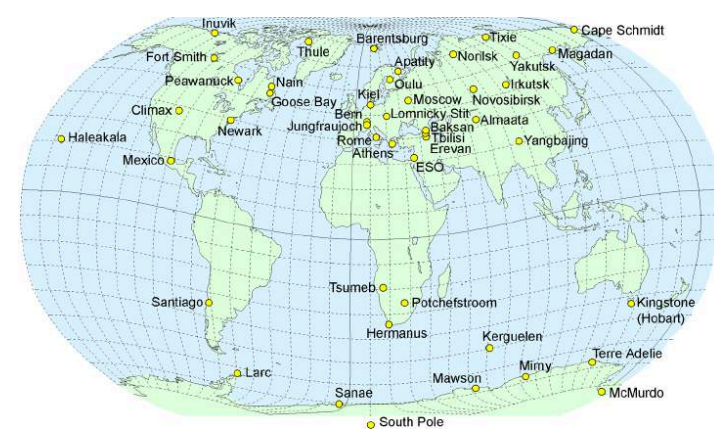 Inuvik
Cape Schmidt
Tixie
Thule
Barentsburg
Fort Smith
Norilsk
Magadan
Apatity
Yakutsk
Peawanuck
Nain
Oulu
Irkutsk
Kiel
Novosibirsk
Goose Bay
Moscow
Climax
Bern
Lomnicky Stit
Almaata
Newark
Jungfraujoch
Baksan
Haleakala
Rome
Tbilisi
Yangbajing
Athens
Erevan
Mexico
ESO
Tsumeb
Santiago
Potchefstroom
Kingstone
(Hobart)
Hermanus
Kerguelen
Terre Adelie
Larc
Mirny
Mawson
Sanae
McMurdo
South Pole